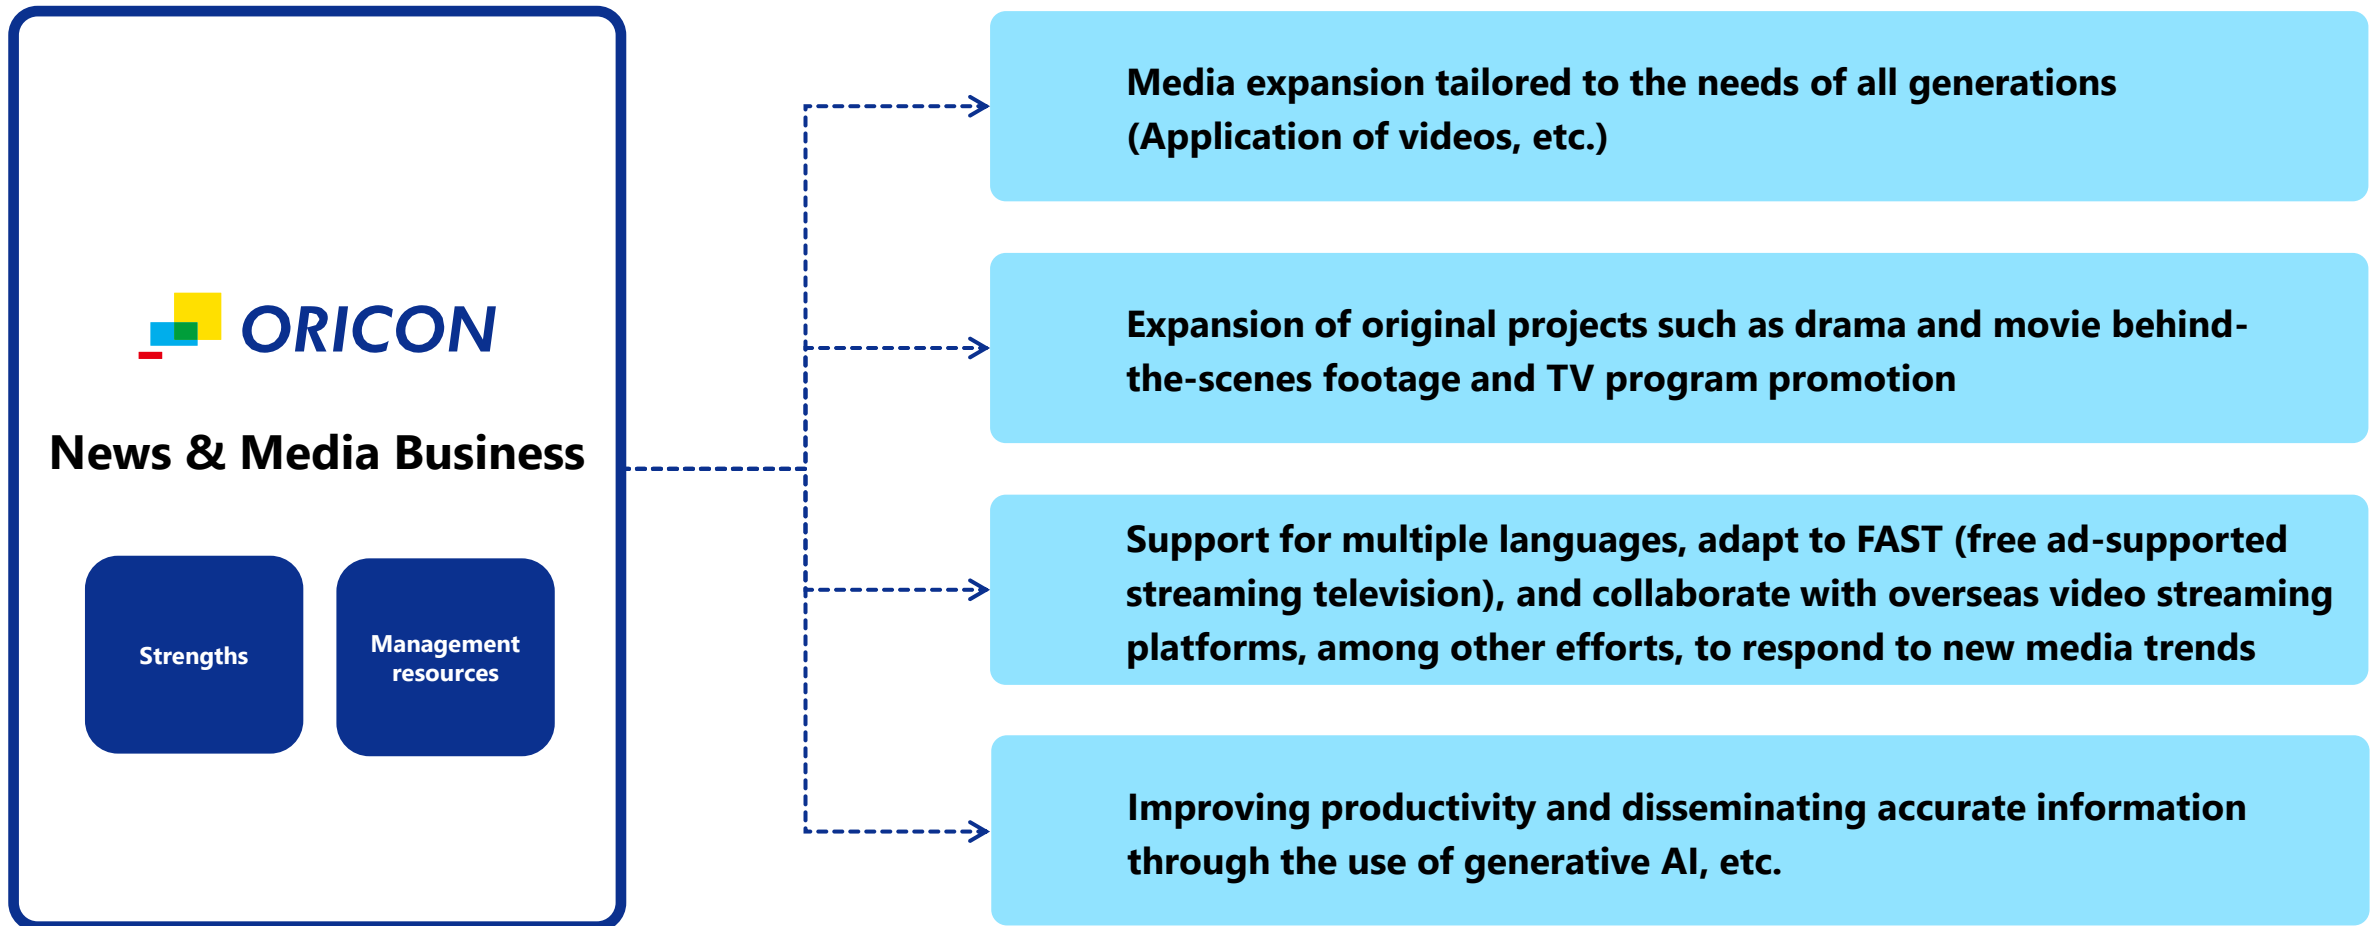 ORICON
News & Media Business
Strengths
Management
resources
Media expansion tailored to the needs of all generations
(Application of videos, etc.)
Expansion of original projects such as drama and movie behind-
the-scenes footage and TV program promotion
Support for multiple languages, adapt to FAST (free ad-supported
streaming television), and collaborate with overseas video streaming
platforms, among other efforts, to respond to new media trends
Improving productivity and disseminating accurate information
through the use of generative AI, etc.